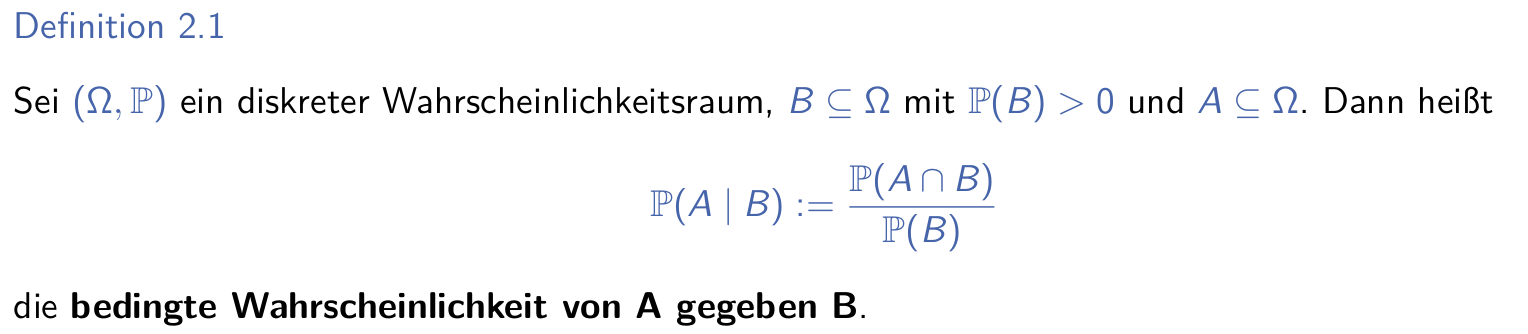 Definition 2.1
Sei (Ω, ℙ) ein diskreter Wahrscheinlichkeitsraum, B ⊆ Ω mit ℙ(B) > 0 und A ⊆ Ω. Dann heißt
ℙ(A | B) := ℙ(A ∩ B) / ℙ(B)
die bedingte Wahrscheinlichkeit von A gegeben B.